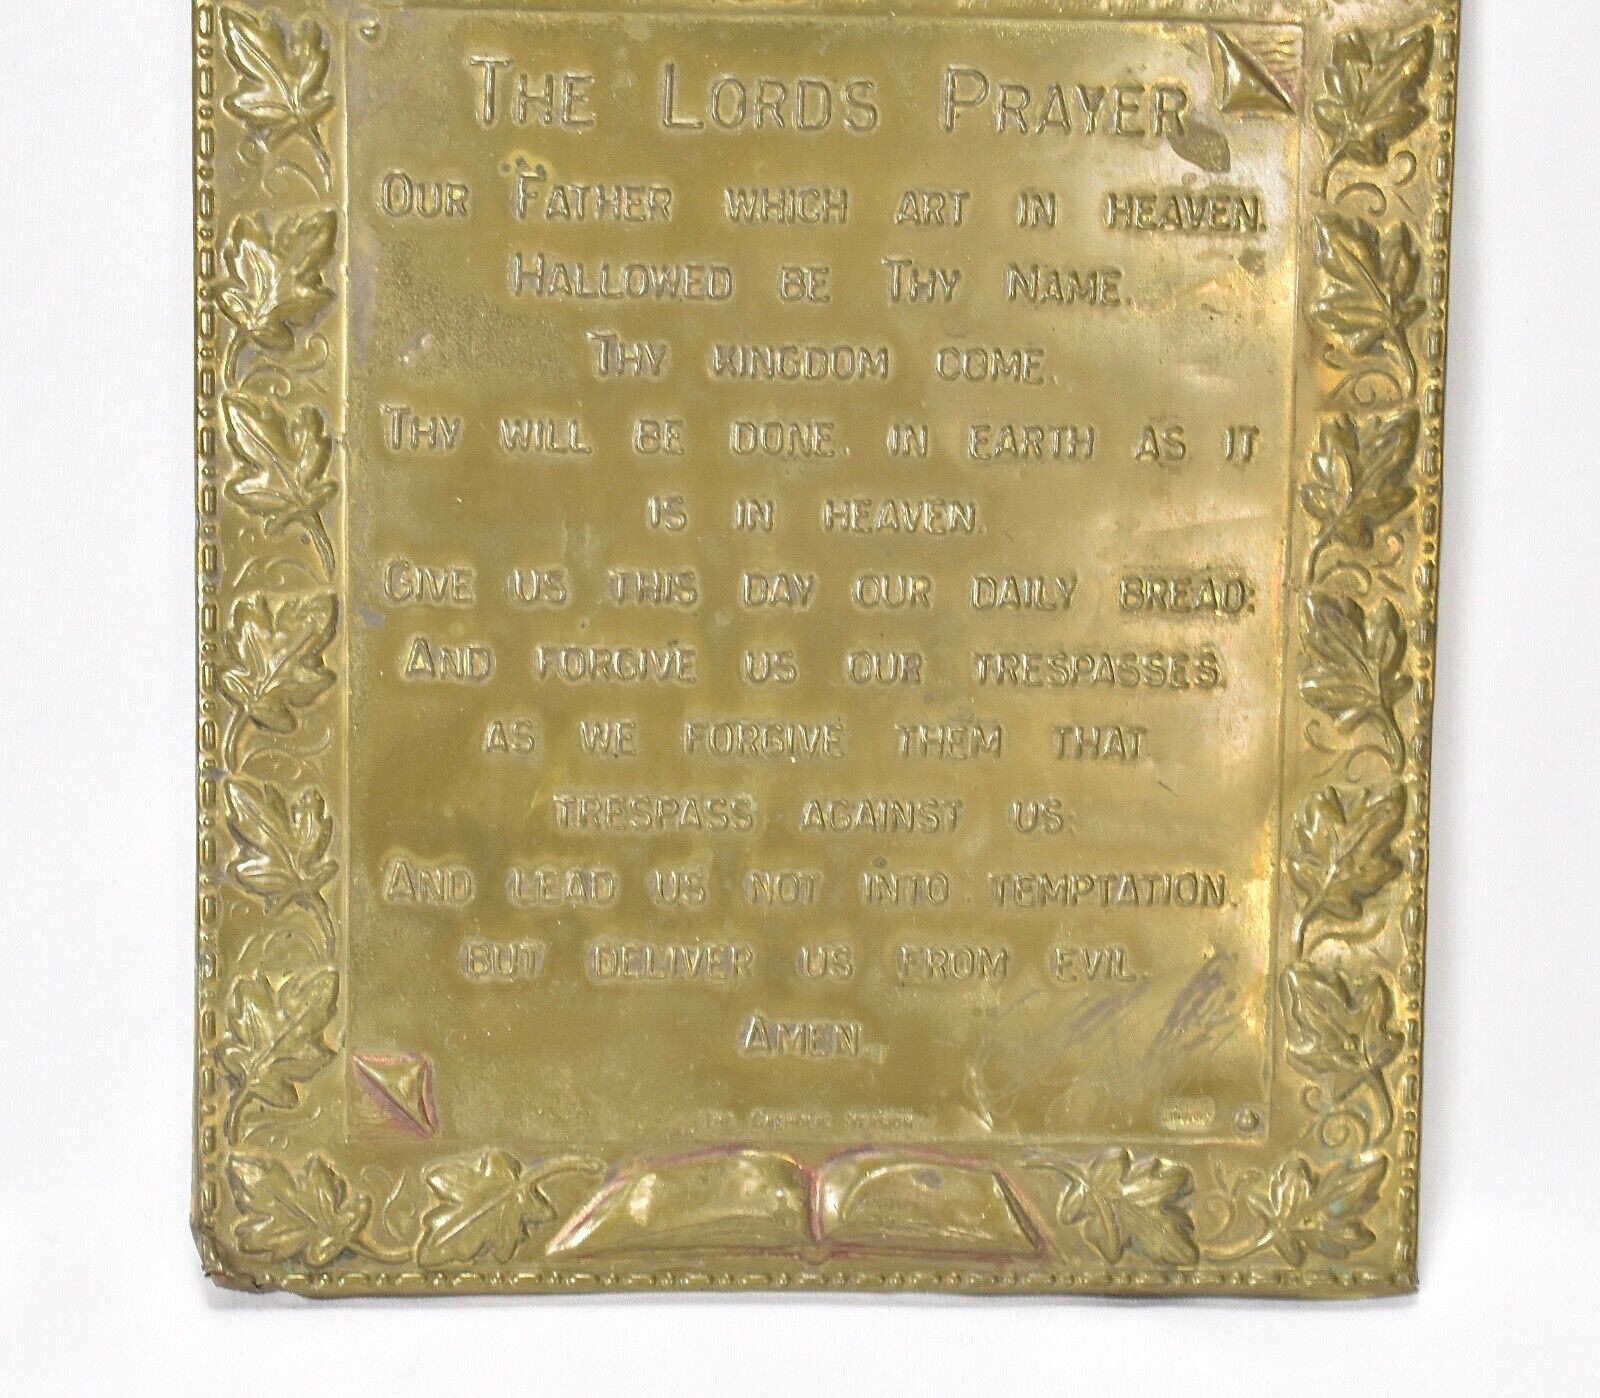 THE LORDS PRAYER
OUR FATHER WHICH ART IN HEAVEN.
HALLOWED BE THY NAME.
THY KINGDOM COME.
THY WILL BE DONE. IN EARTH AS IT
IS IN HEAVEN.
GIVE US THIS DAY OUR DAILY BREAD:
AND FORGIVE US OUR TRESPASSES.
AS WE FORGIVE THEM THAT
TRESPASS AGAINST US:
AND LEAD US NOT INTO TEMPTATION.
BUT DELIVER US FROM EVIL.
AMEN.
THE CATHOLIC VERSION